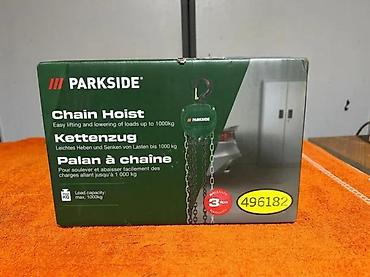 /// PARKSIDE®
Chain Hoist
Easy lifting and lowering of loads up to 1000kg
Kettenzug
Leichtes Heben und Senken von Lasten bis 1000 kg
Palan à chaîne
Pour soulever et abaisser facilement des
charges allant jusqu'à 1 000 kg
Load capacity:
max. 1000kg
PARKSIDE
3
496182